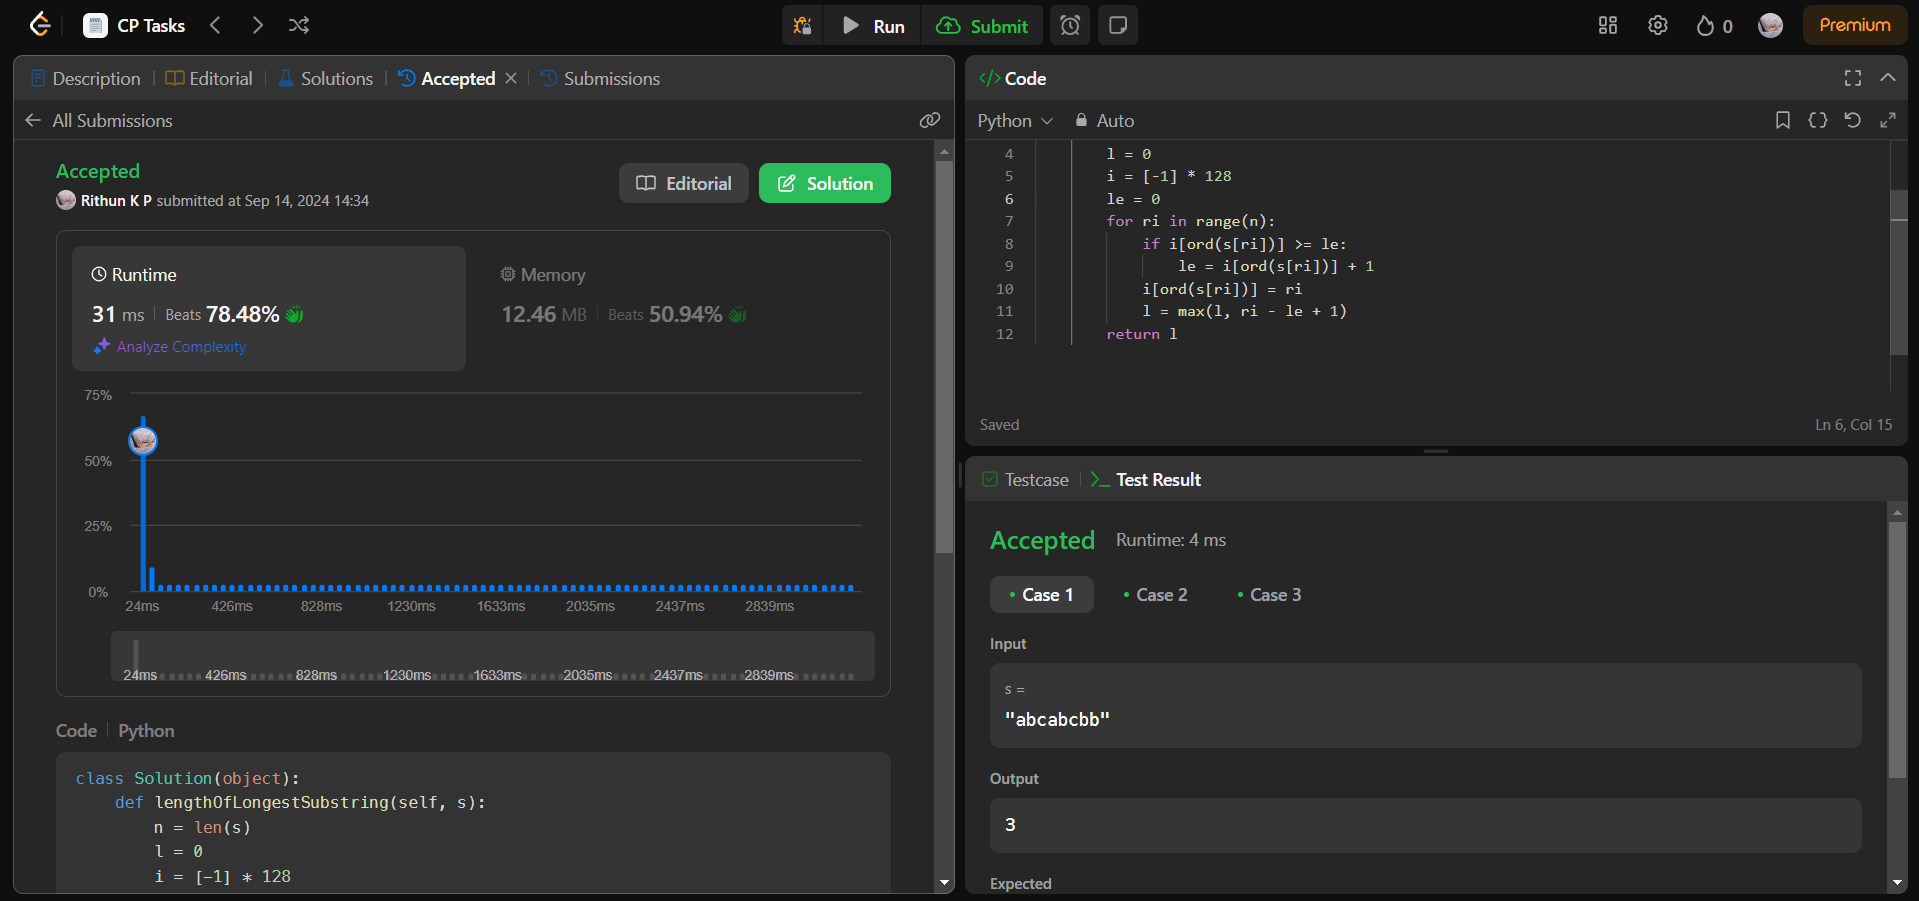 CP Tasks
Run
Submit
0
Premium
Description
Editorial
Solutions
Accepted
Submissions
All Submissions
Accepted
Rithun K P submitted at Sep 14, 2024 14:34
Editorial
Solution
Runtime
31 ms
Beats 78.48%
Analyze Complexity
Memory
12.46 MB
Beats 50.94%
75%
50%
25%
0%
24ms 426ms 828ms 1230ms 1633ms 2035ms 2437ms 2839ms
24ms 426ms 828ms 1230ms 1633ms 2035ms 2437ms 2839ms
Code
Python
class Solution(object):
def lengthOfLongestSubstring(self, s):
n = len(s)
l = 0
i = [-1] * 128
</>Code
Python
Auto
4 l = 0
5 i = [-1] * 128
6 le = 0
7 for ri in range(n):
8 if i[ord(s[ri])] >= le:
9 le = i[ord(s[ri])] + 1
10 i[ord(s[ri])] = ri
11 l = max(l, ri - le + 1)
12 return l
Saved
Ln 6, Col 15
Testcase
Test Result
Accepted
Runtime: 4 ms
• Case 1
• Case 2
• Case 3
Input
s =
"abcabcbb"
Output
3
Expected